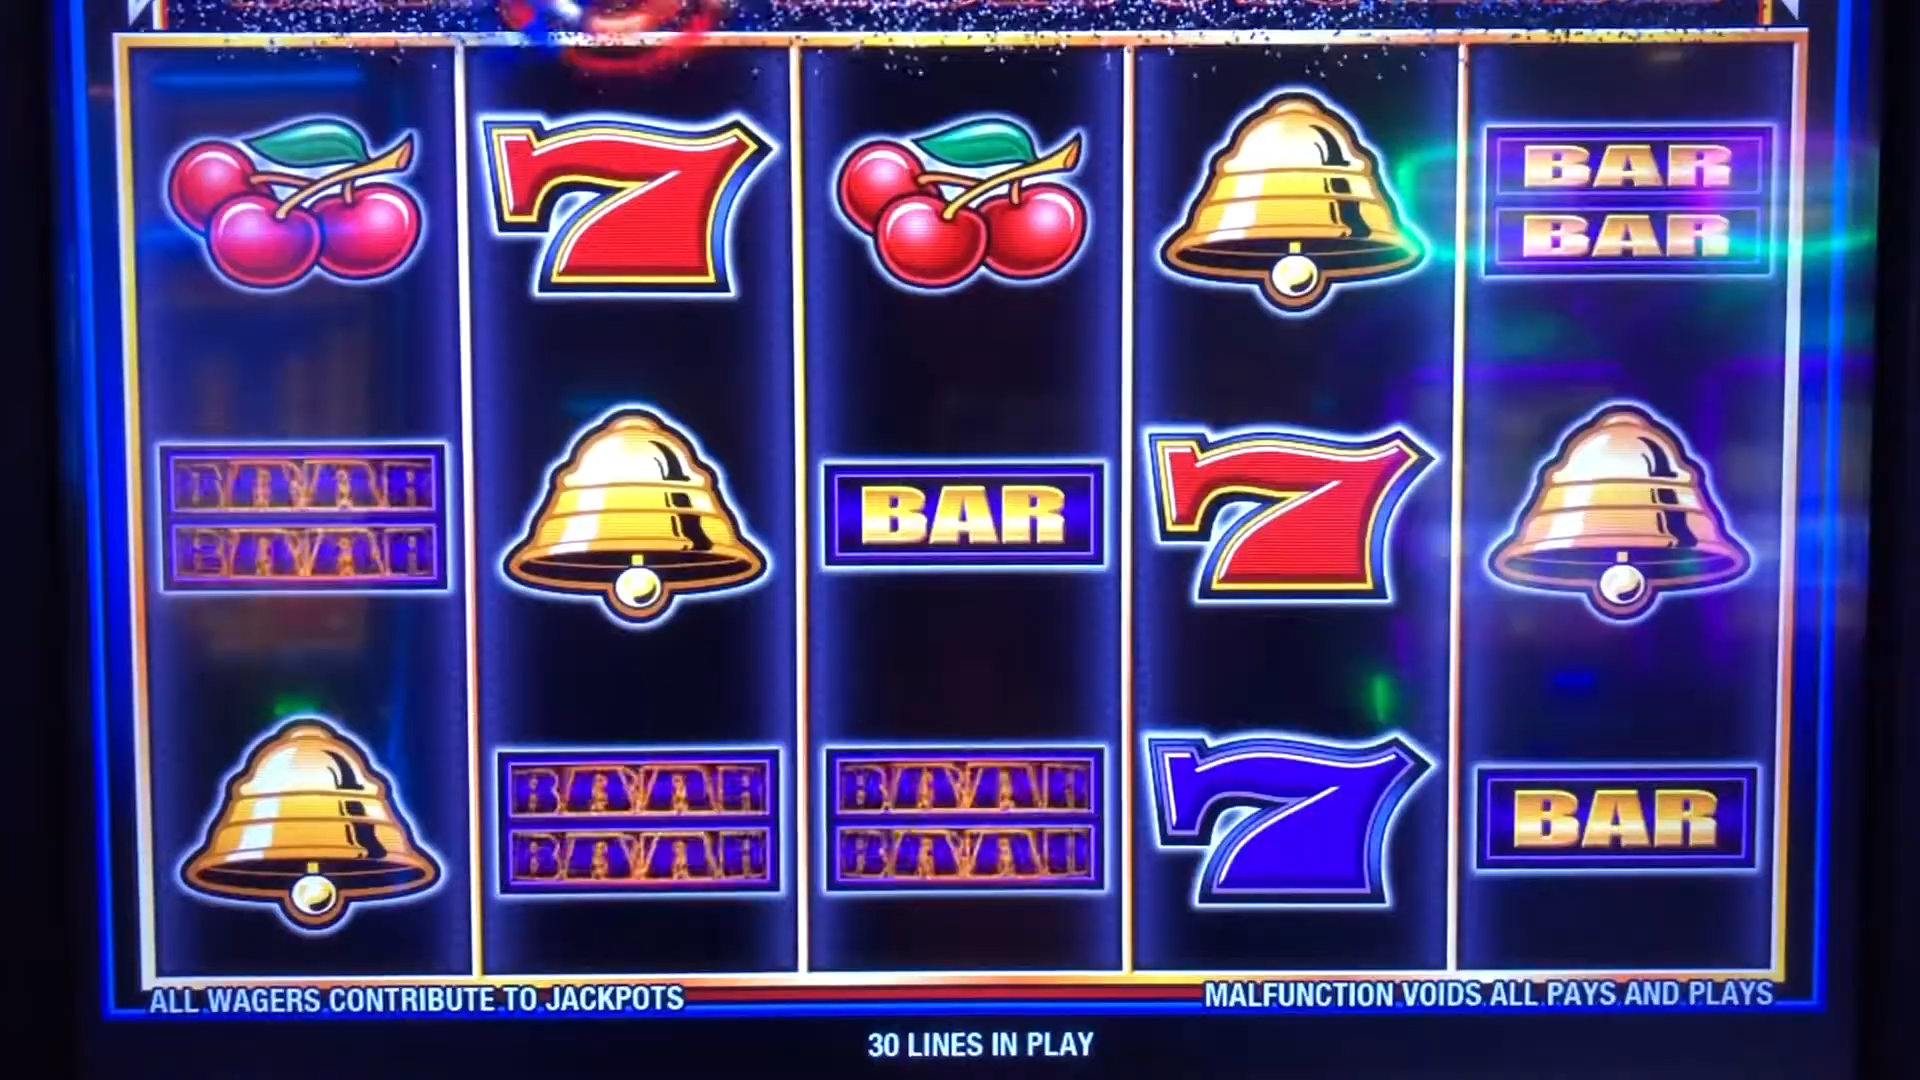 BAR
BAR
BAR
BAR
ALL WAGERS CONTRIBUTE TO JACKPOTS
MALFUNCTION VOIDS ALL PAYS AND PLAYS
30 LINES IN PLAY